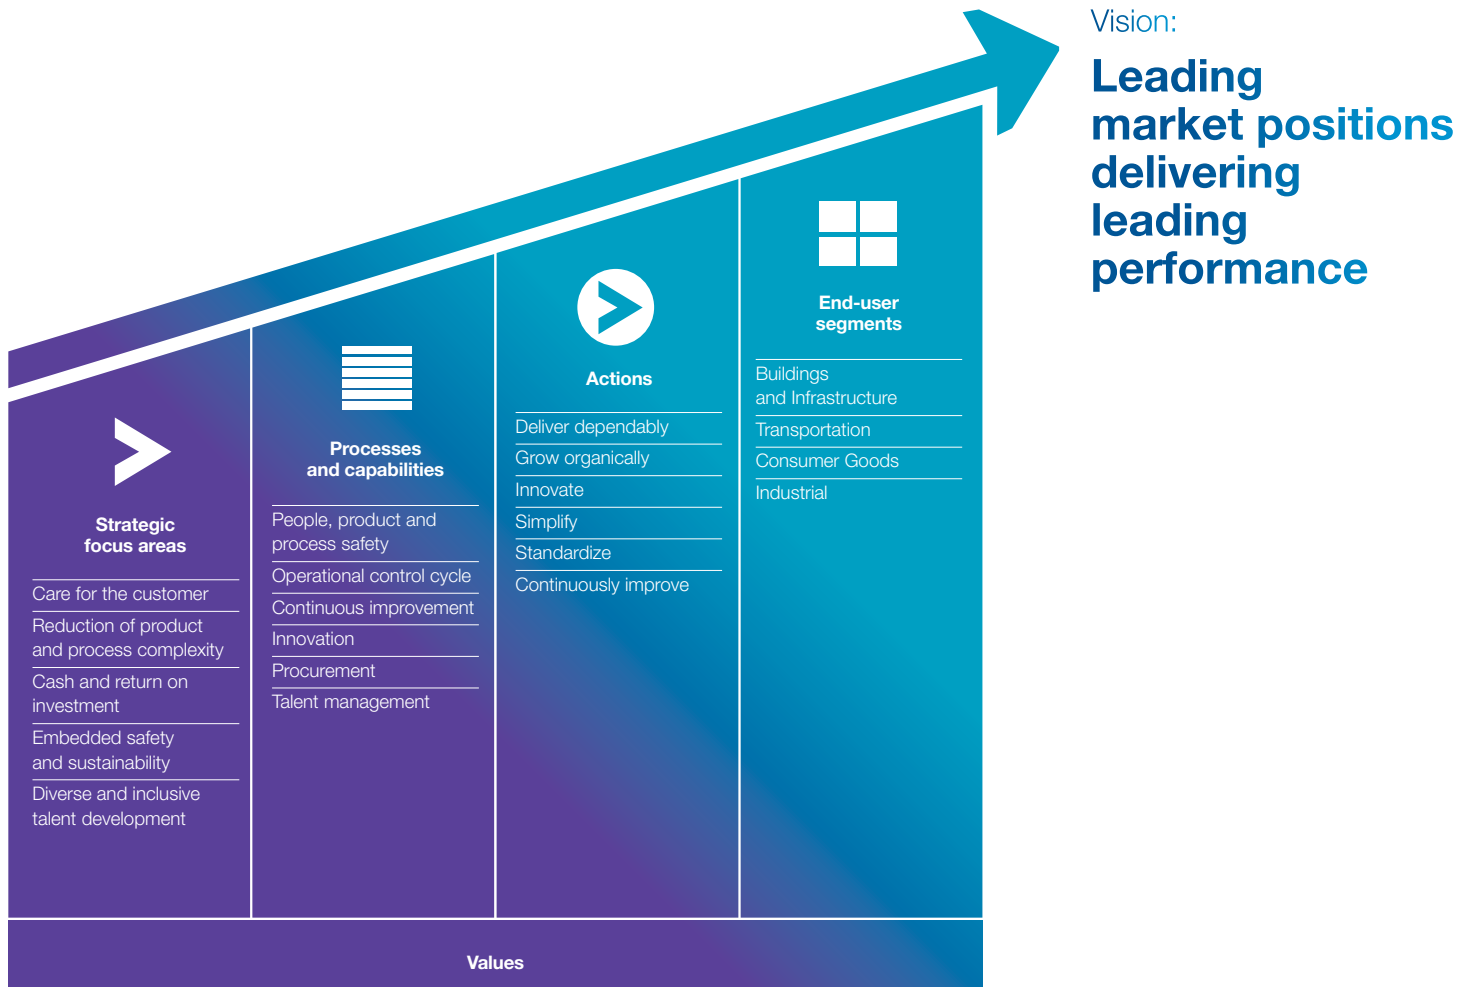 Vision:
Leading
market positions
delivering
leading
performance
Strategic
focus areas
Care for the customer
Reduction of product
and process complexity
Cash and return on
investment
Embedded safety
and sustainability
Diverse and inclusive
talent development
Processes
and capabilities
People, product and
process safety
Operational control cycle
Continuous improvement
Innovation
Procurement
Talent management
Actions
Deliver dependably
Grow organically
Innovate
Simplify
Standardize
Continuously improve
End-user
segments
Buildings
and Infrastructure
Transportation
Consumer Goods
Industrial
Values